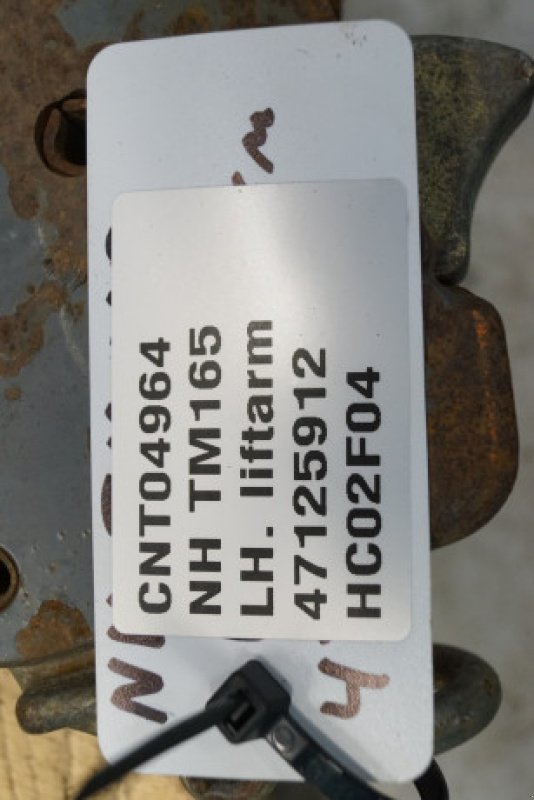 CNT04964
NH TM165
LH. liftarm
47125912
HC02F04